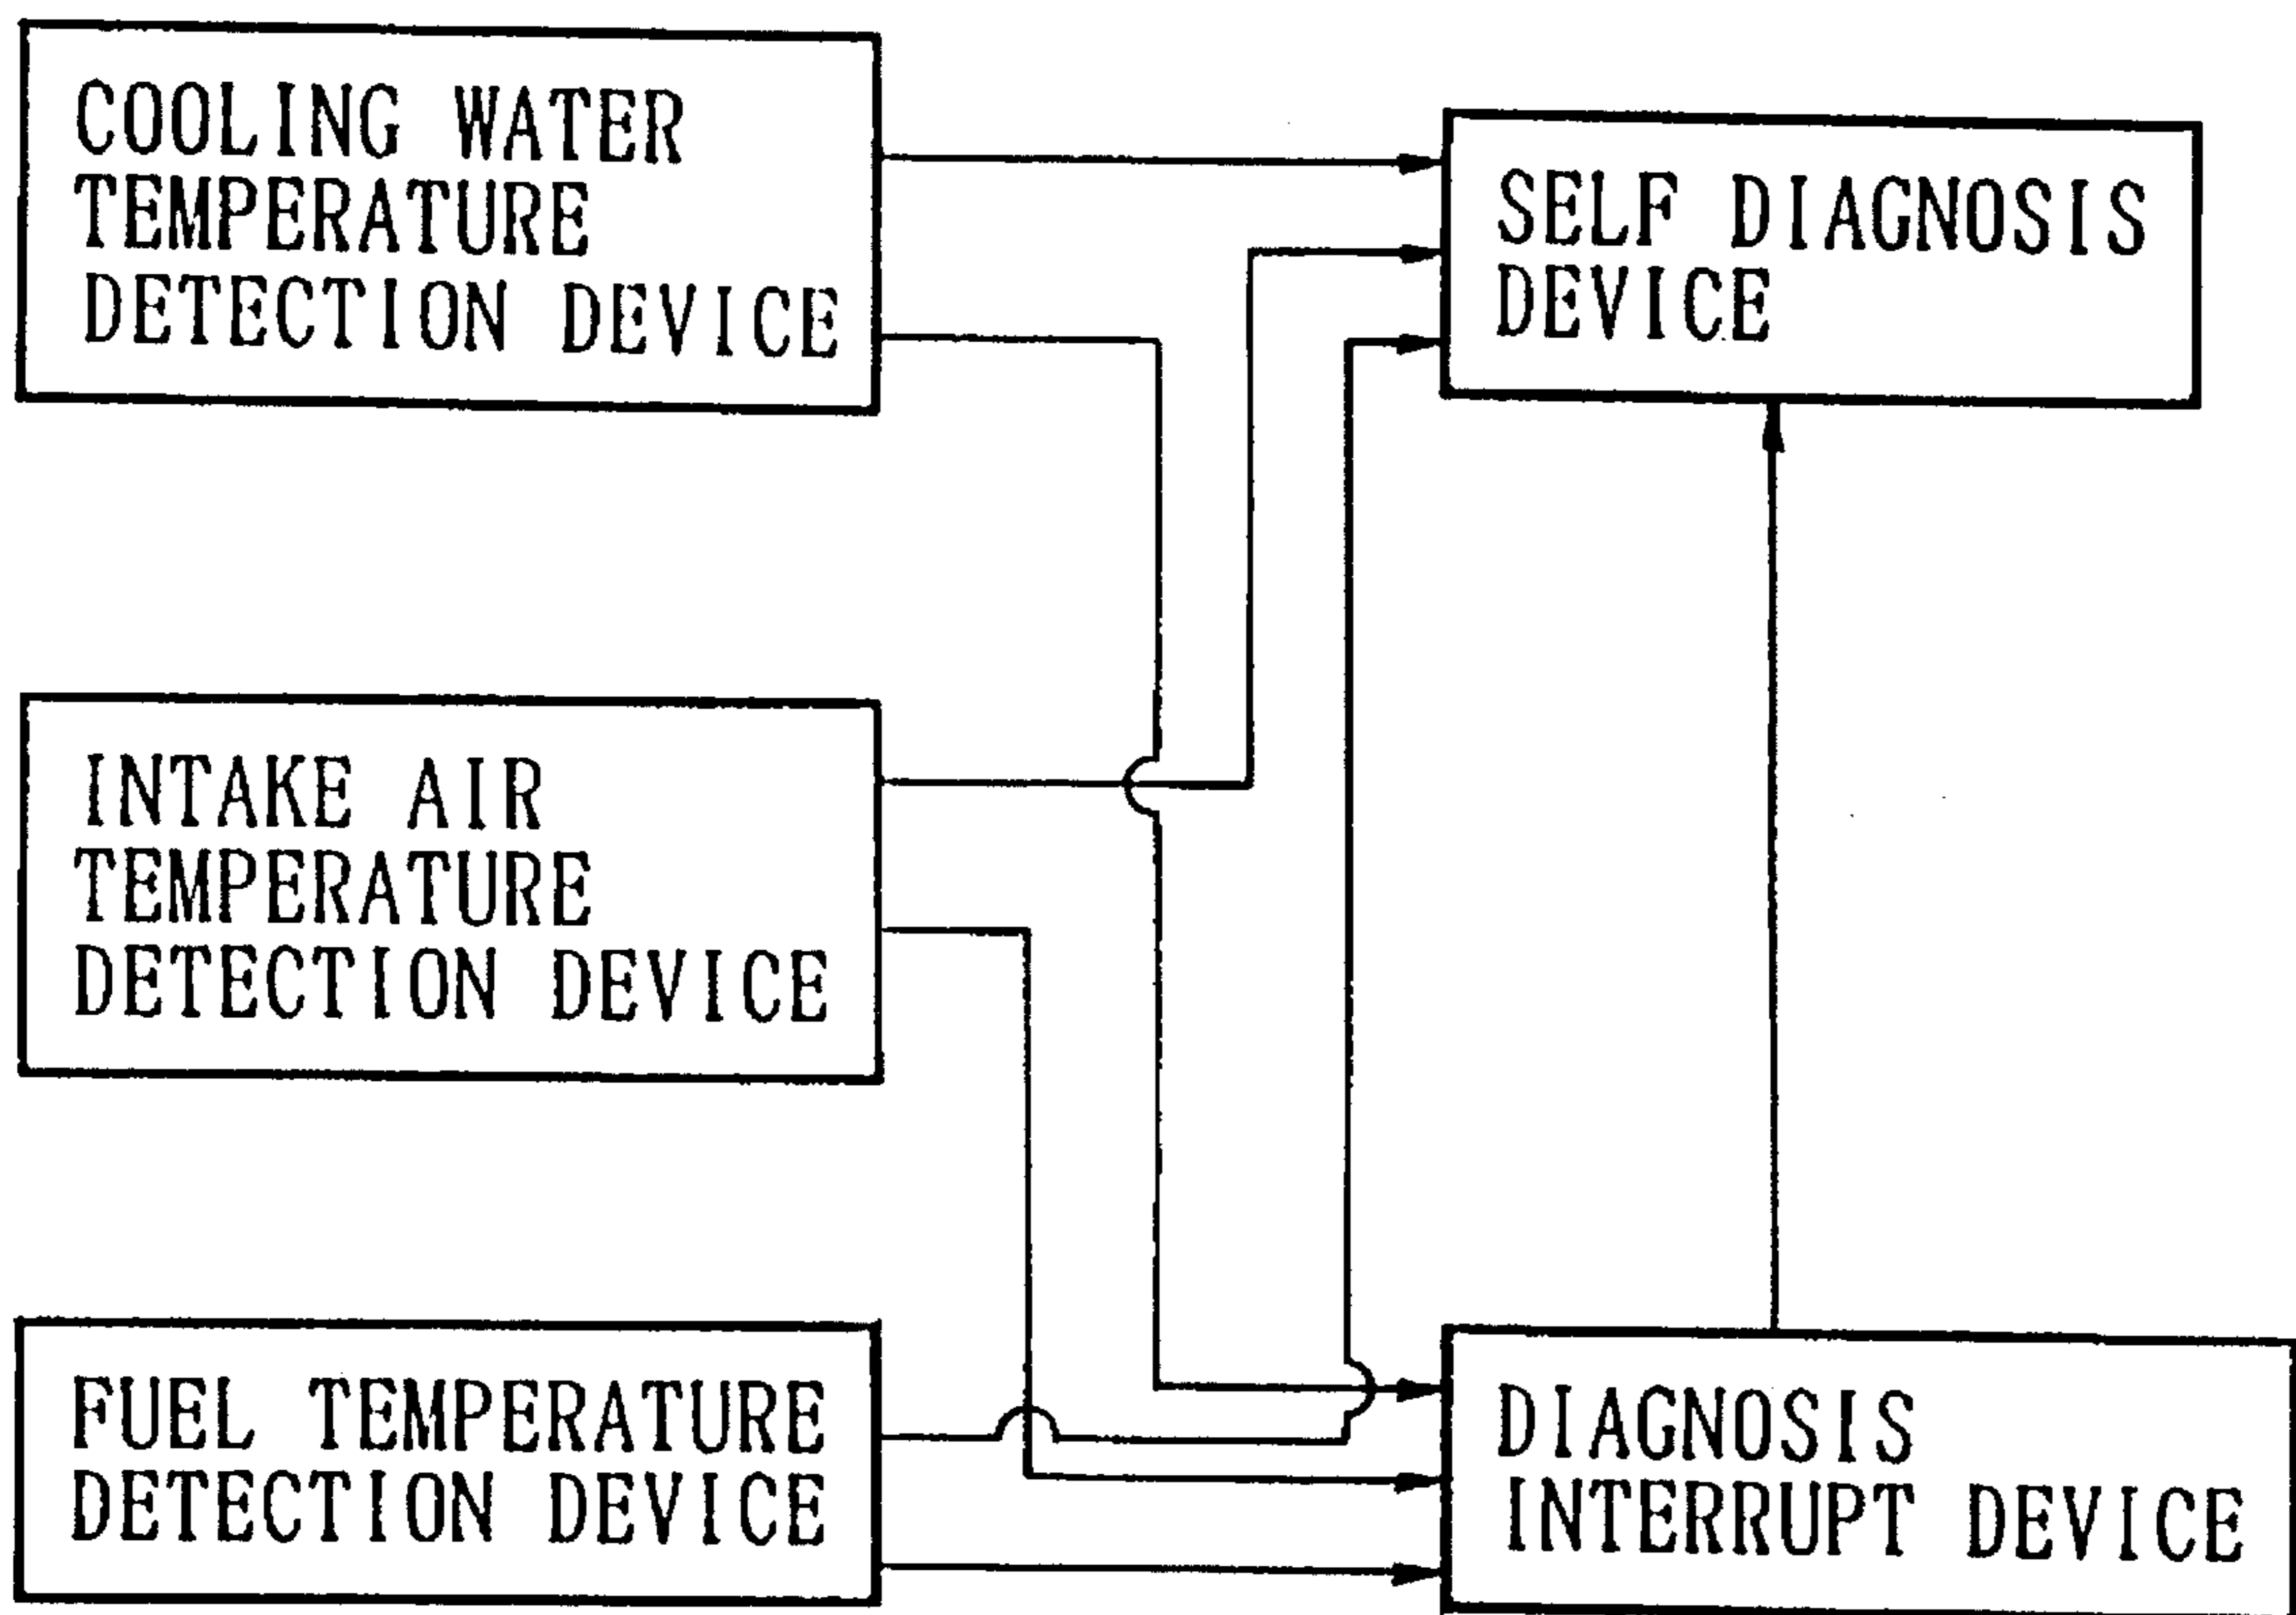 COOLING WATER
TEMPERATURE
DETECTION DEVICE
SELF DIAGNOSIS
DEVICE
INTAKE AIR
TEMPERATURE
DETECTION DEVICE
FUEL TEMPERATURE
DETECTION DEVICE
DIAGNOSIS
INTERRUPT DEVICE